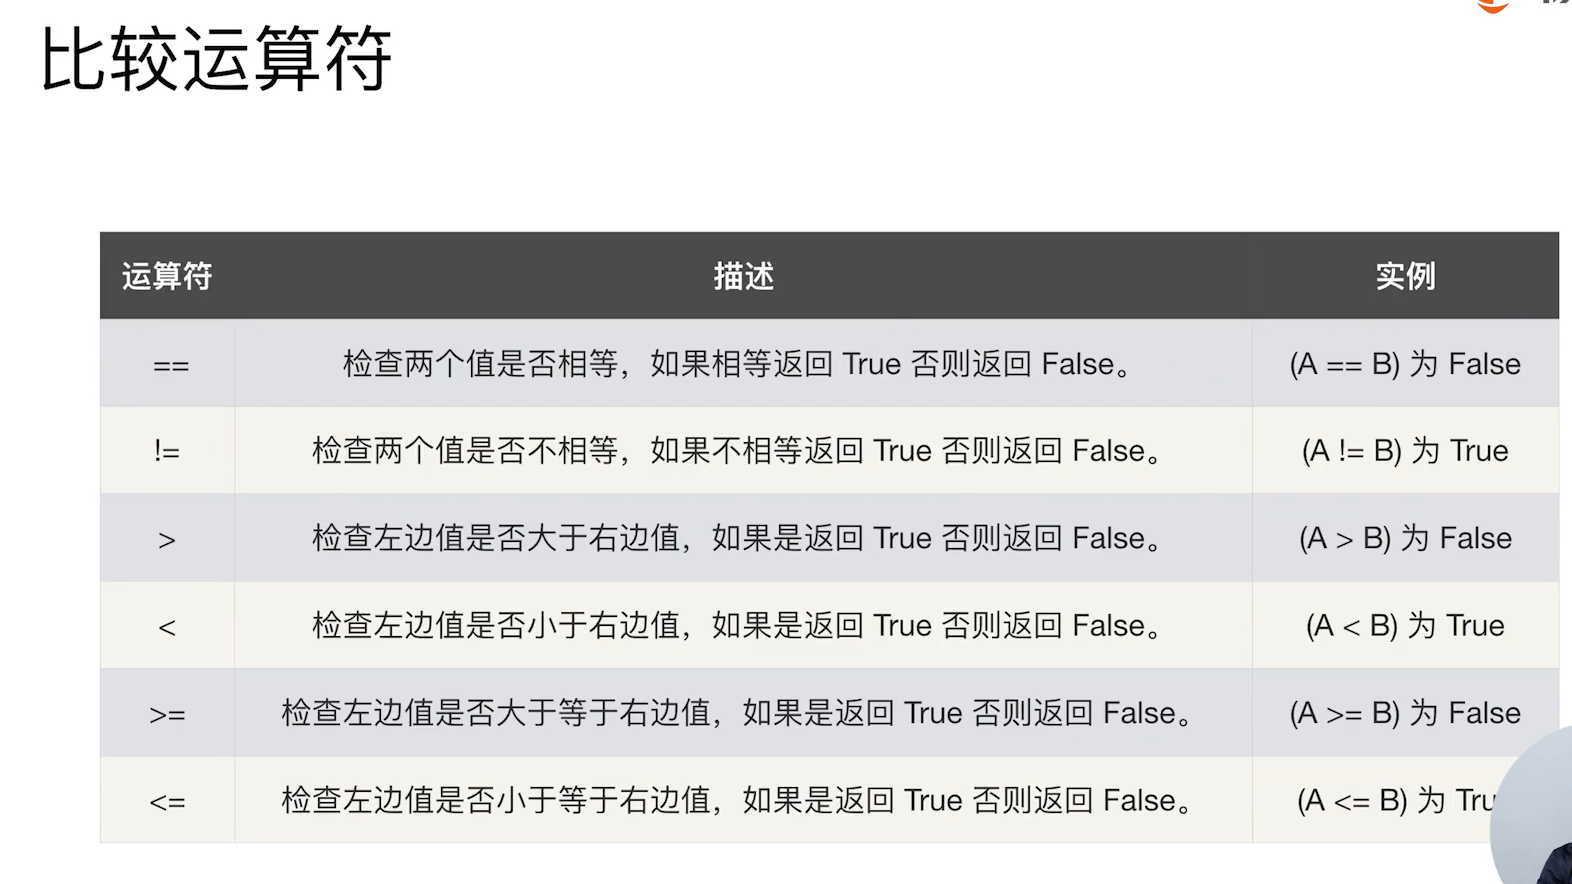 比较运算符
运算符 描述 实例
== 检查两个值是否相等，如果相等返回 True 否则返回 False。 (A == B) 为 False
!= 检查两个值是否不相等，如果不相等返回 True 否则返回 False。 (A != B) 为 True
> 检查左边值是否大于右边值，如果是返回 True 否则返回 False。 (A > B) 为 False
< 检查左边值是否小于右边值，如果是返回 True 否则返回 False。 (A < B) 为 True
>= 检查左边值是否大于等于右边值，如果是返回 True 否则返回 False。 (A >= B) 为 False
<= 检查左边值是否小于等于右边值，如果是返回 True 否则返回 False。 (A <= B) 为 Tru